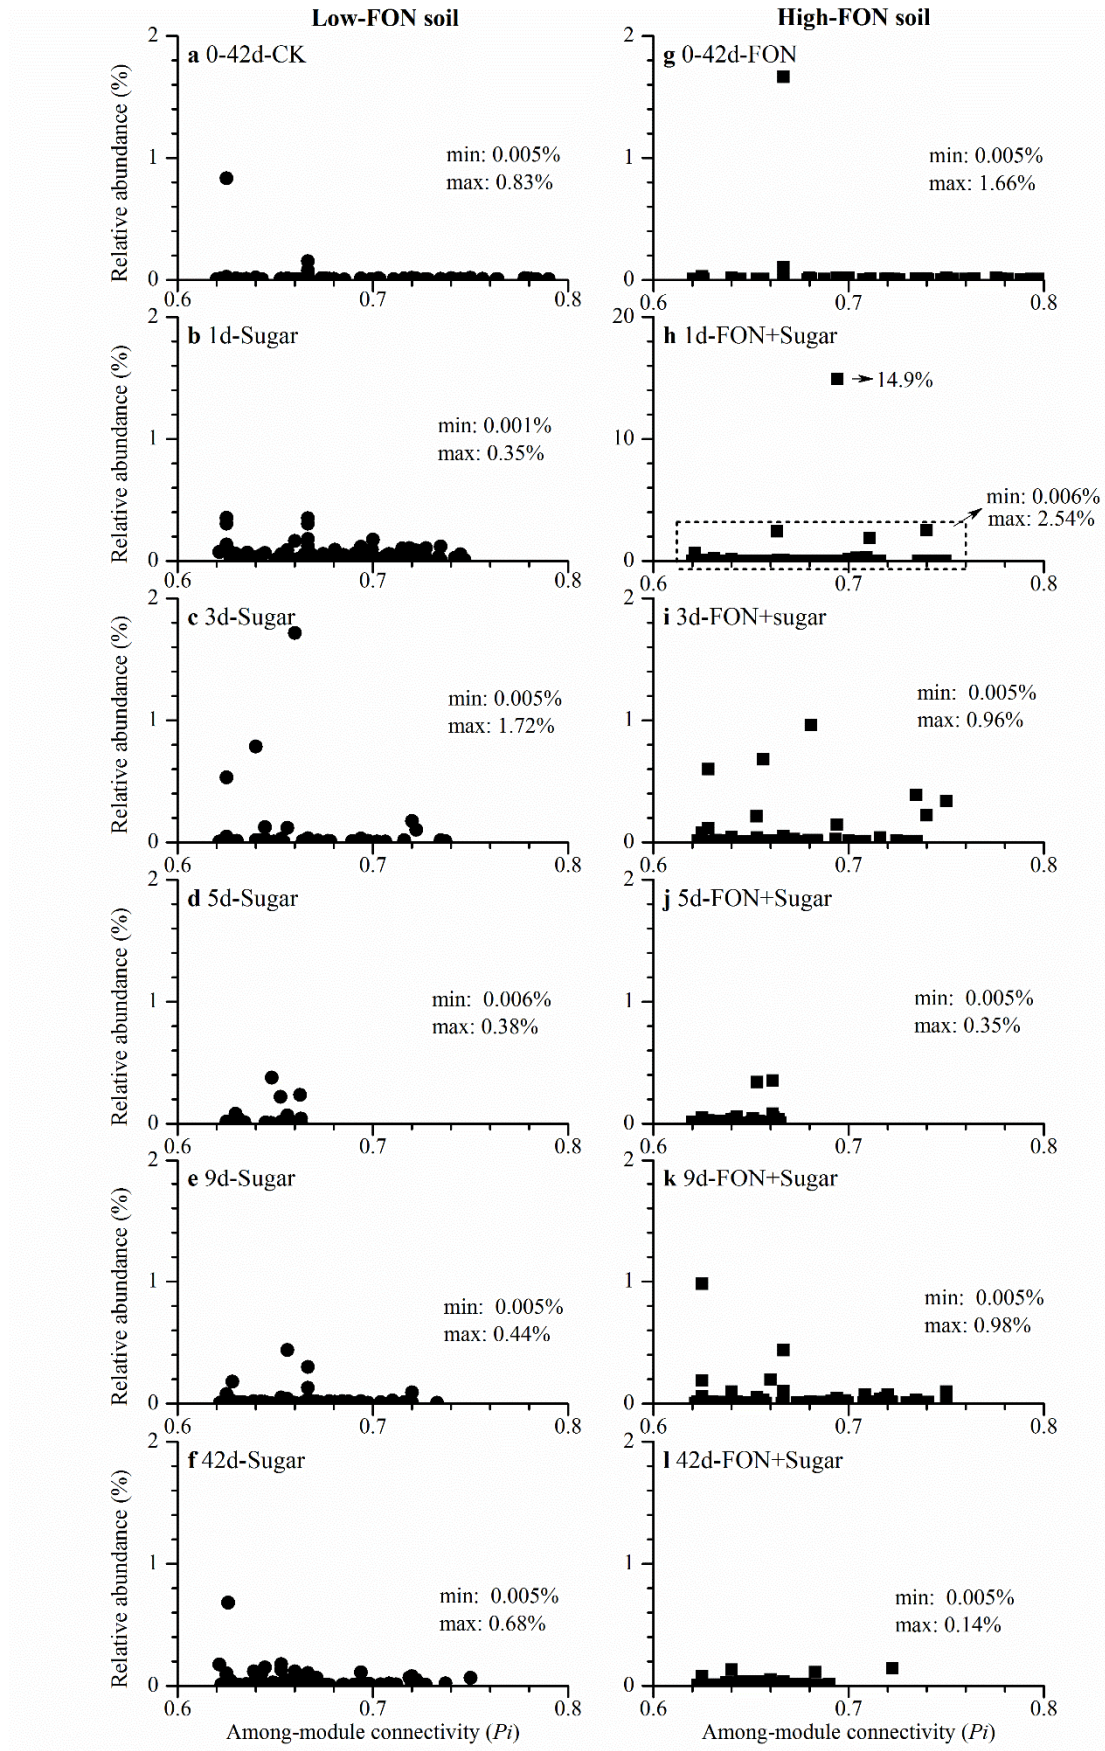 Low-FON soil
High-FON soil
Relative abundance (%)
2
1
0
a 0-42d-CK
min: 0.005%
max: 0.83%
0.6
0.7
0.8
2
1
0
g 0-42d-FON
min: 0.005%
max: 1.66%
0.6
0.7
0.8
Relative abundance (%)
2
1
0
b 1d-Sugar
min: 0.001%
max: 0.35%
0.6
0.7
0.8
20
10
0
h 1d-FON+Sugar
14.9%
min: 0.006%
max: 2.54%
0.6
0.7
0.8
Relative abundance (%)
2
1
0
c 3d-Sugar
min: 0.005%
max: 1.72%
0.6
0.7
0.8
2
1
0
i 3d-FON+sugar
min: 0.005%
max: 0.96%
0.6
0.7
0.8
Relative abundance (%)
2
1
0
d 5d-Sugar
min: 0.006%
max: 0.38%
0.6
0.7
0.8
2
1
0
j 5d-FON+Sugar
min: 0.005%
max: 0.35%
0.6
0.7
0.8
Relative abundance (%)
2
1
0
e 9d-Sugar
min: 0.005%
max: 0.44%
0.6
0.7
0.8
2
1
0
k 9d-FON+Sugar
min: 0.005%
max: 0.98%
0.6
0.7
0.8
Relative abundance (%)
2
1
0
f 42d-Sugar
min: 0.005%
max: 0.68%
0.6
0.7
0.8
Among-module connectivity (Pi)
2
1
0
l 42d-FON+Sugar
min: 0.005%
max: 0.14%
0.6
0.7
0.8
Among-module connectivity (Pi)